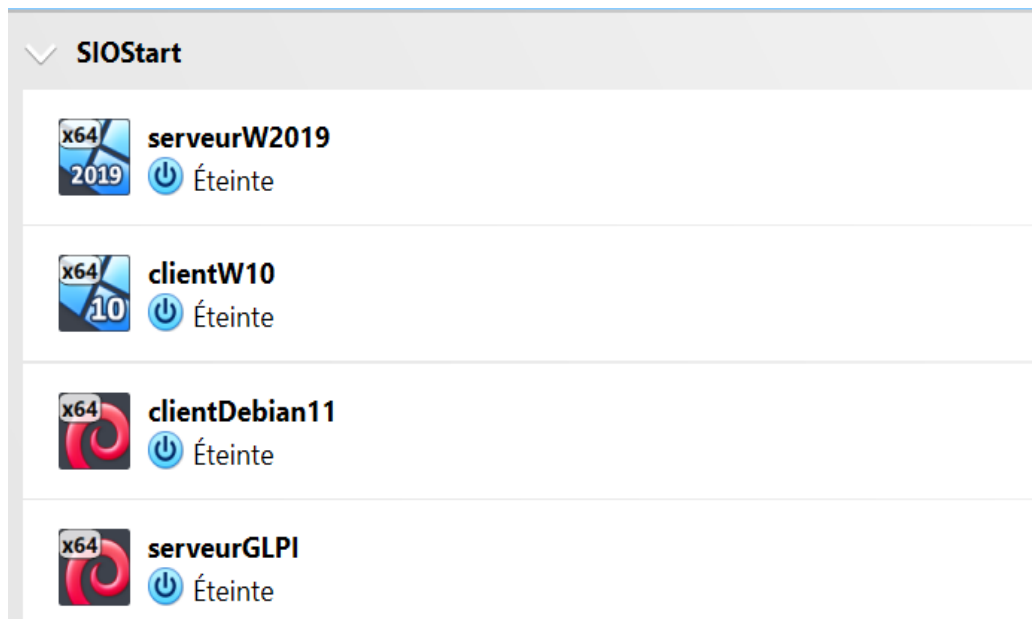 SIOStart
x64
2019
serveurW2019
Éteinte
x64
10
clientW10
Éteinte
x64
clientDebian11
Éteinte
x64
serveurGLPI
Éteinte